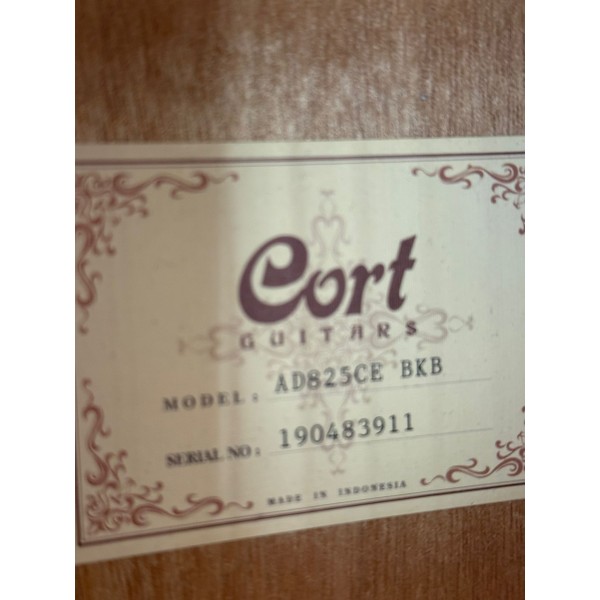 Cort
GUITARS
MODEL: AD825CE BKB
SERIAL NO: 190483911
MADE IN INDONESIA